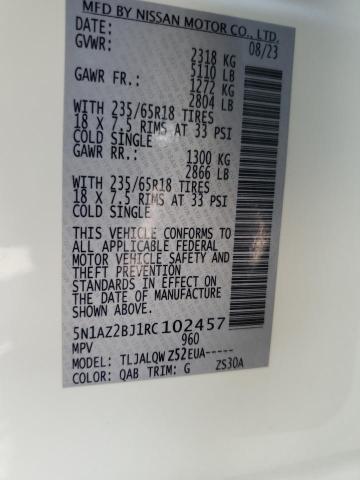 MFD BY NISSAN MOTOR CO., LTD.
DATE: 08/23
GVWR: 2318 KG
5110 LB
GAWR FR.: 1272 KG
2804 LB
WITH 235/65R18 TIRES
18 X 7.5 RIMS AT 33 PSI
COLD SINGLE
GAWR RR.: 1300 KG
2866 LB
WITH 235/65R18 TIRES
18 X 7.5 RIMS AT 33 PSI
COLD SINGLE
THIS VEHICLE CONFORMS TO
ALL APPLICABLE FEDERAL
MOTOR VEHICLE SAFETY AND
THEFT PREVENTION
STANDARDS IN EFFECT ON
THE DATE OF MANUFACTURE
SHOWN ABOVE.
5N1AZ2BJ1RC102457
MPV 960
MODEL: TLJALQWZ52EUA-----
COLOR: QAB TRIM: G ZS30A